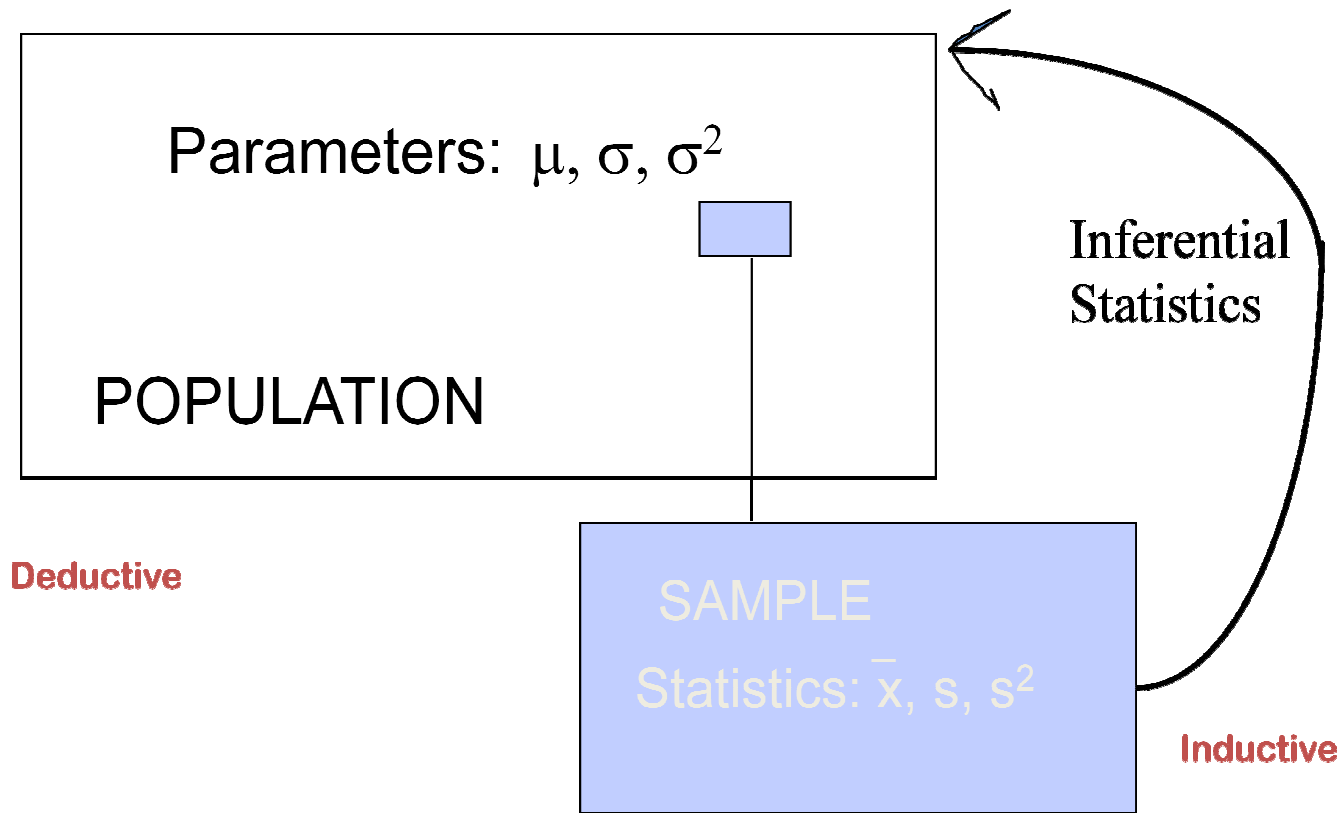 Parameters: μ, σ, σ²
POPULATION
Inferential
Statistics
Deductive
SAMPLE
Statistics: x̄, s, s²
Inductive